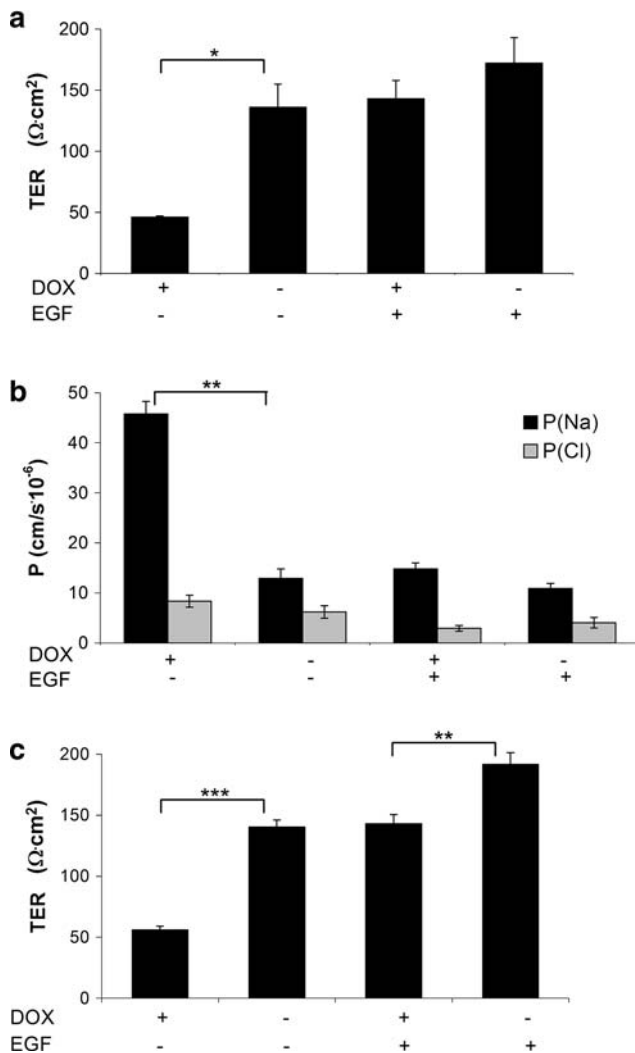 a
200
*
150
TER (Ω·cm²)
100
50
0
DOX + - + -
EGF - - + +
b
50
**
P(Na)
P(Cl)
40
30
P (cm/s·10⁻⁶)
20
10
0
DOX + - + -
EGF - - + +
c
200
**
***
150
TER (Ω·cm²)
100
50
0
DOX + - + -
EGF - - + +